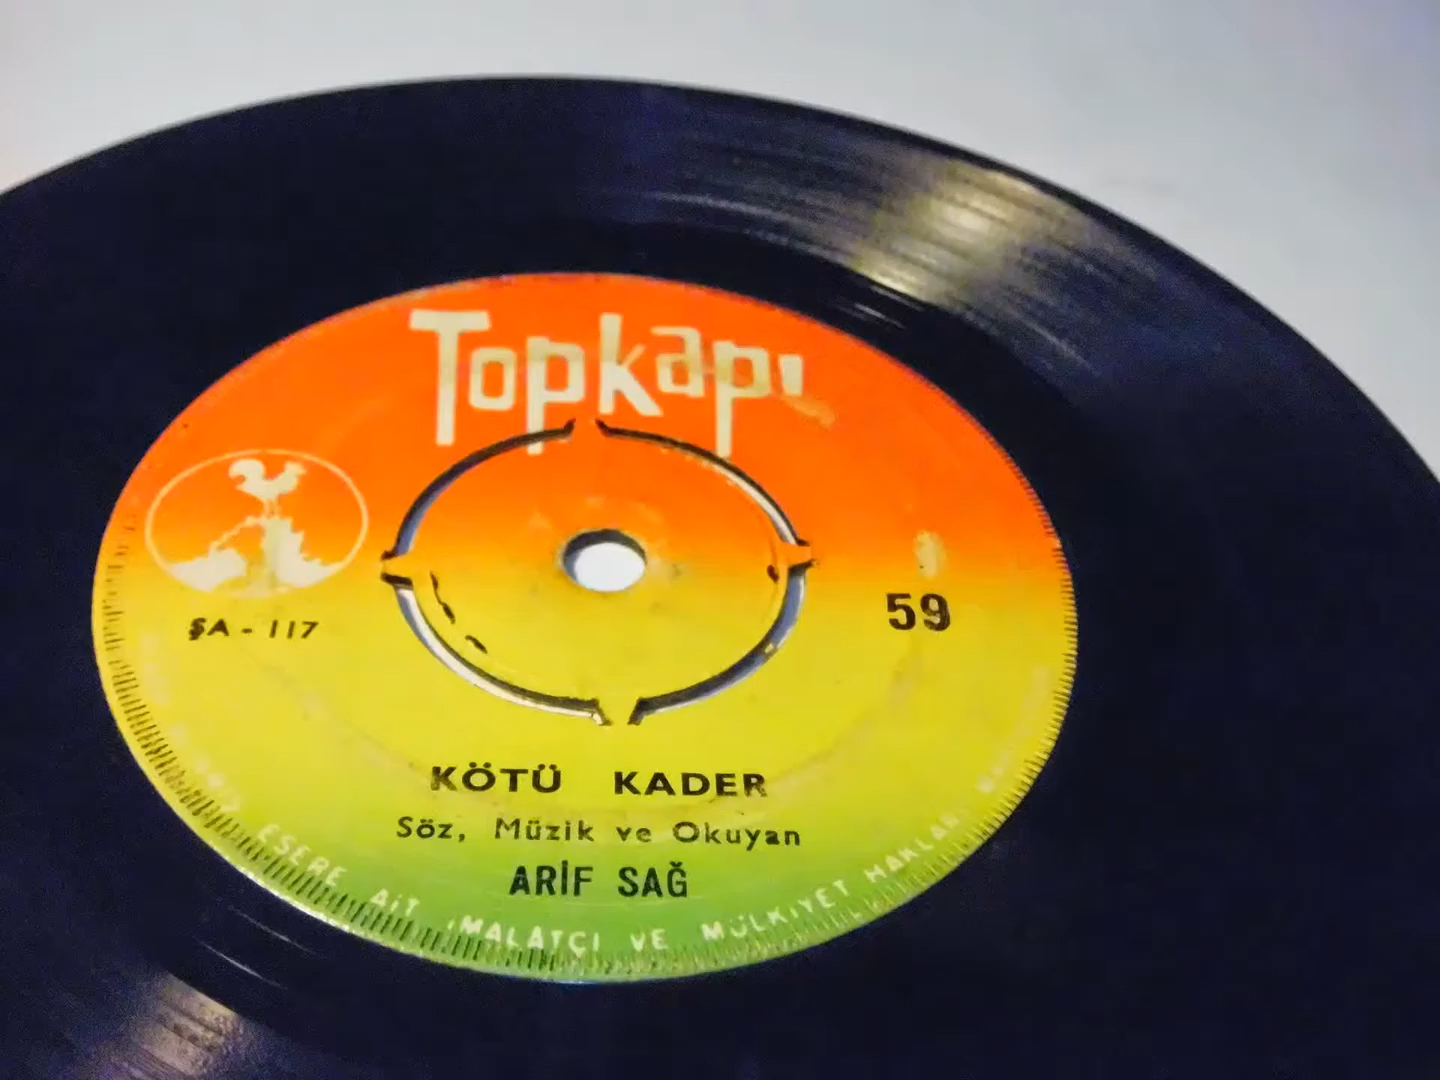 Topkapı
ŞA - 117
59
KÖTÜ KADER
Söz, Müzik ve Okuyan
ARİF SAĞ
ESERE AİT İMALATÇI VE MÜLKİYET HAKLARI